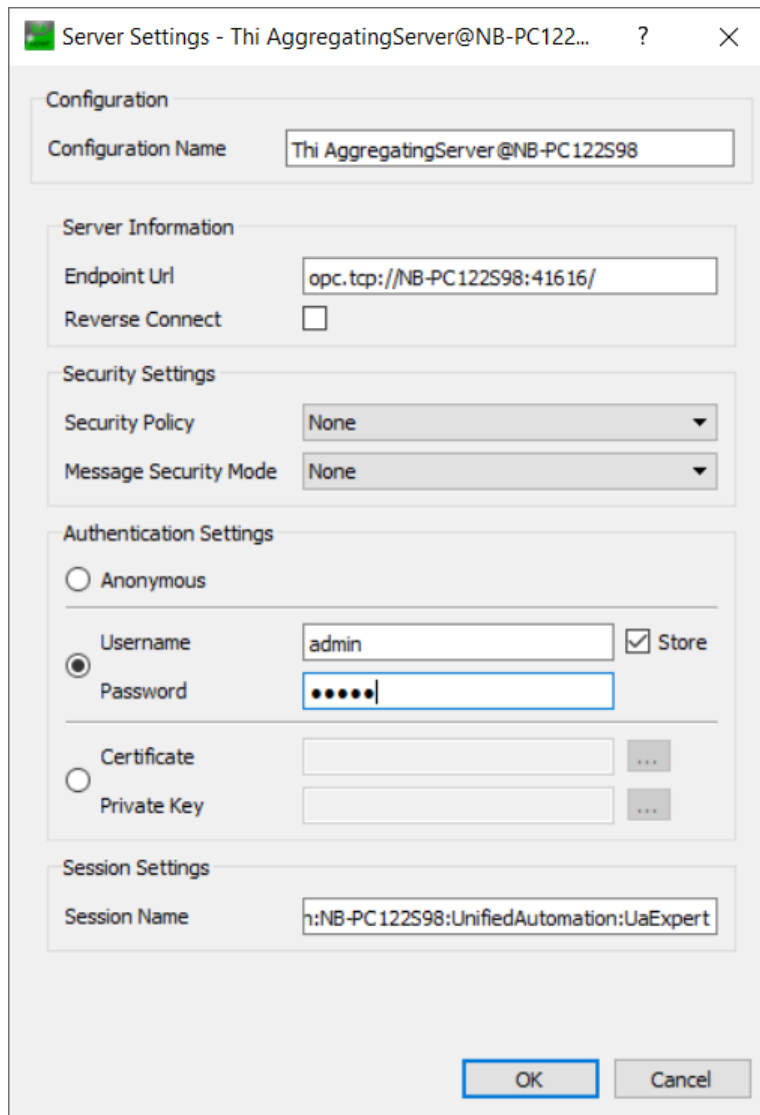 Server Settings - Thi AggregatingServer@NB-PC122... ?
Configuration
Configuration Name Thi AggregatingServer@NB-PC122S98
Server Information
Endpoint Url opc.tcp://NB-PC122S98:41616/
Reverse Connect
Security Settings
Security Policy None
Message Security Mode None
Authentication Settings
Anonymous
Username admin Store
Password •••••
Certificate ...
Private Key ...
Session Settings
Session Name n:NB-PC122S98:UnifiedAutomation:UaExpert
OK Cancel